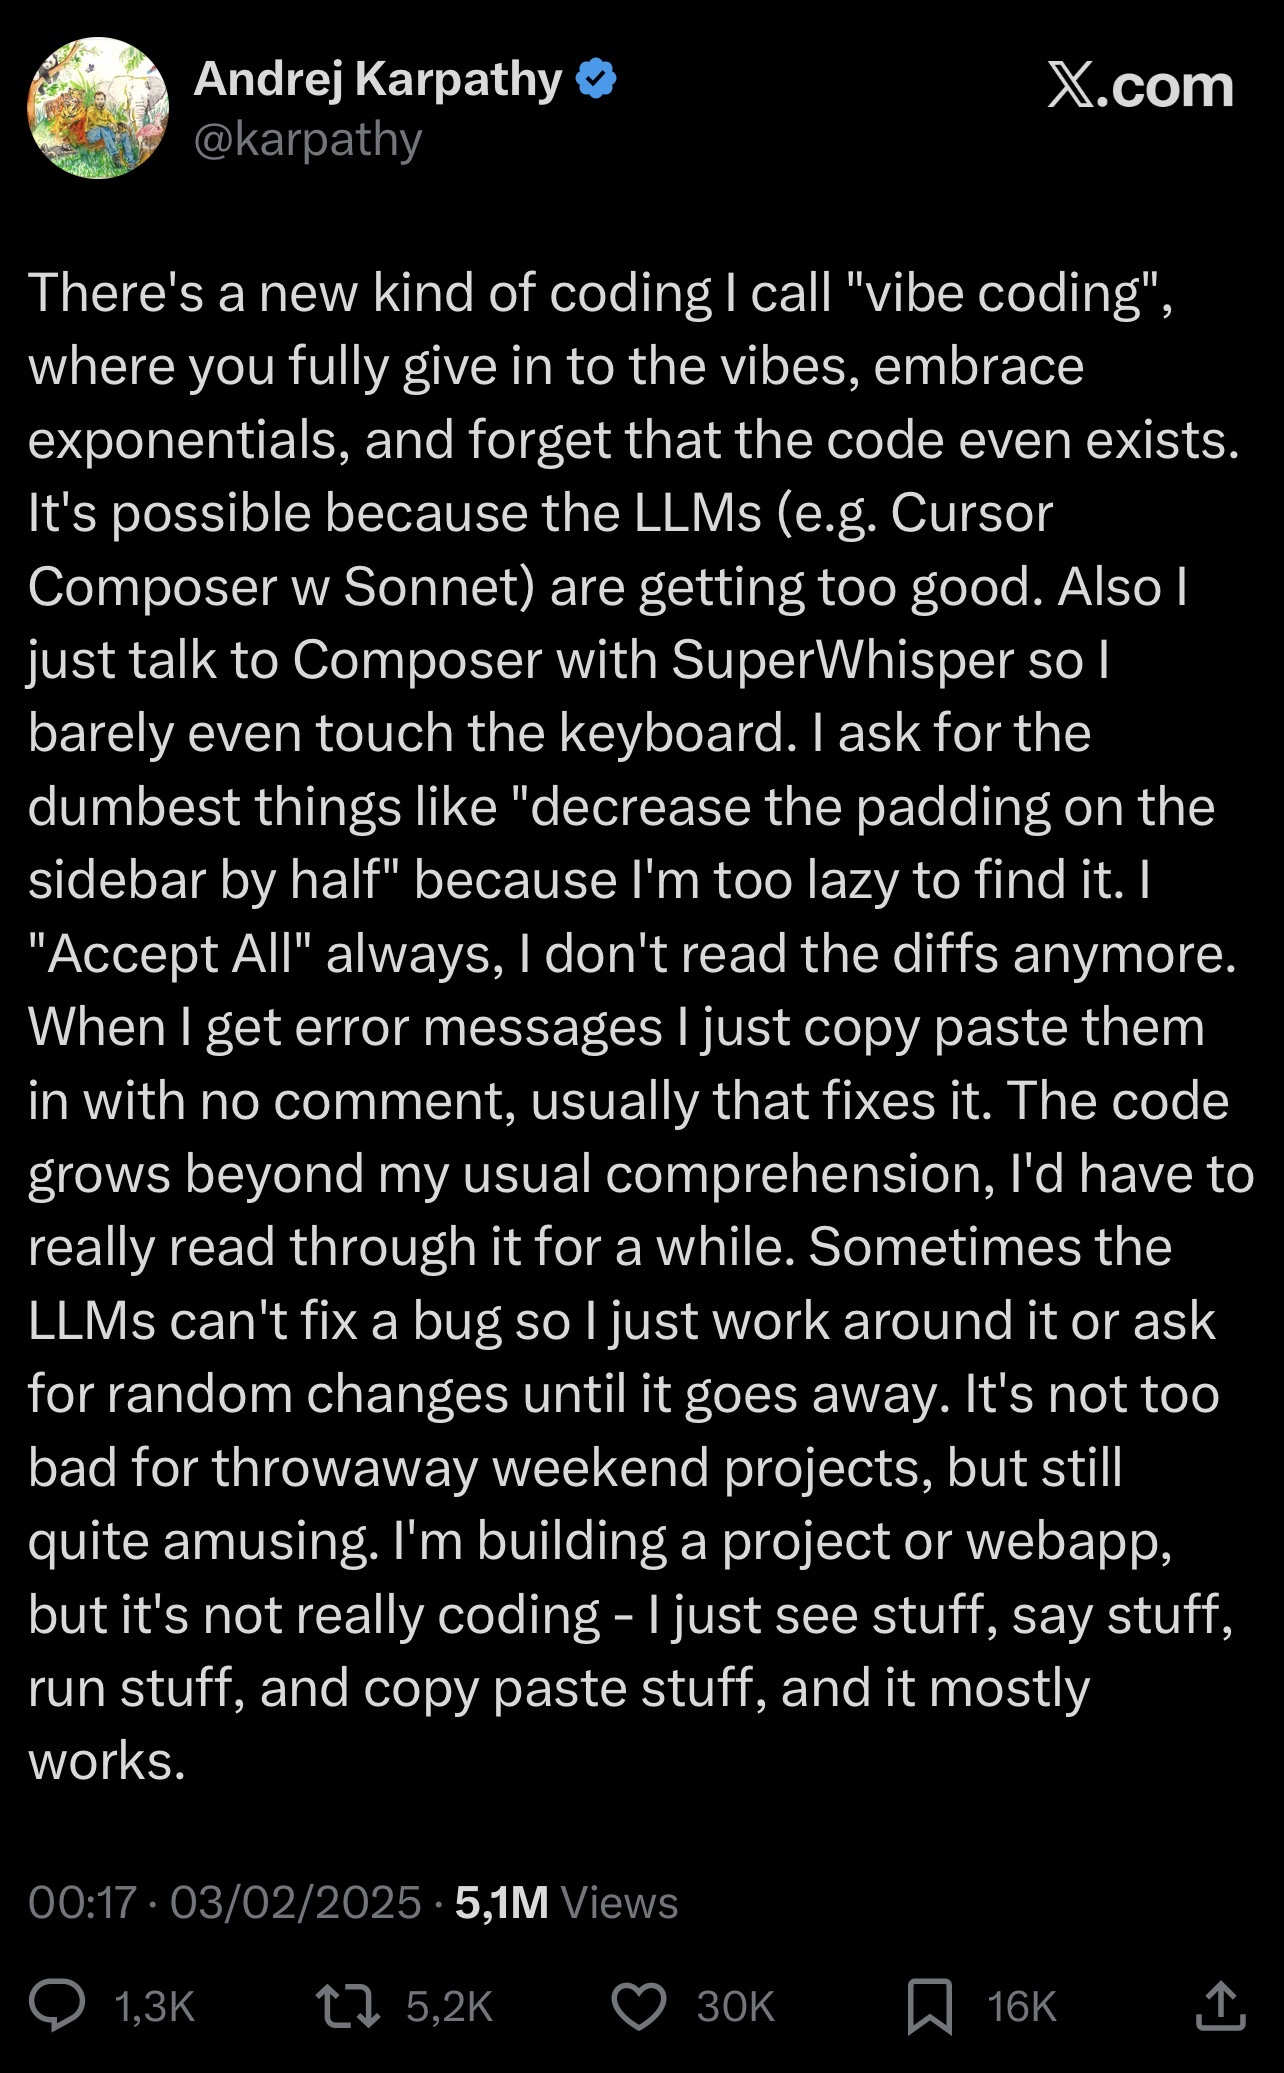 Andrej Karpathy
X.com
@karpathy
There's a new kind of coding I call "vibe coding",
where you fully give in to the vibes, embrace
exponentials, and forget that the code even exists.
It's possible because the LLMs (e.g. Cursor
Composer w Sonnet) are getting too good. Also I
just talk to Composer with SuperWhisper so I
barely even touch the keyboard. I ask for the
dumbest things like "decrease the padding on the
sidebar by half" because I'm too lazy to find it. I
"Accept All" always, I don't read the diffs anymore.
When I get error messages I just copy paste them
in with no comment, usually that fixes it. The code
grows beyond my usual comprehension, I'd have to
really read through it for a while. Sometimes the
LLMs can't fix a bug so I just work around it or ask
for random changes until it goes away. It's not too
bad for throwaway weekend projects, but still
quite amusing. I'm building a project or webapp,
but it's not really coding - I just see stuff, say stuff,
run stuff, and copy paste stuff, and it mostly
works.
00:17 · 03/02/2025 · 5,1M Views
1,3K 5,2K 30K 16K